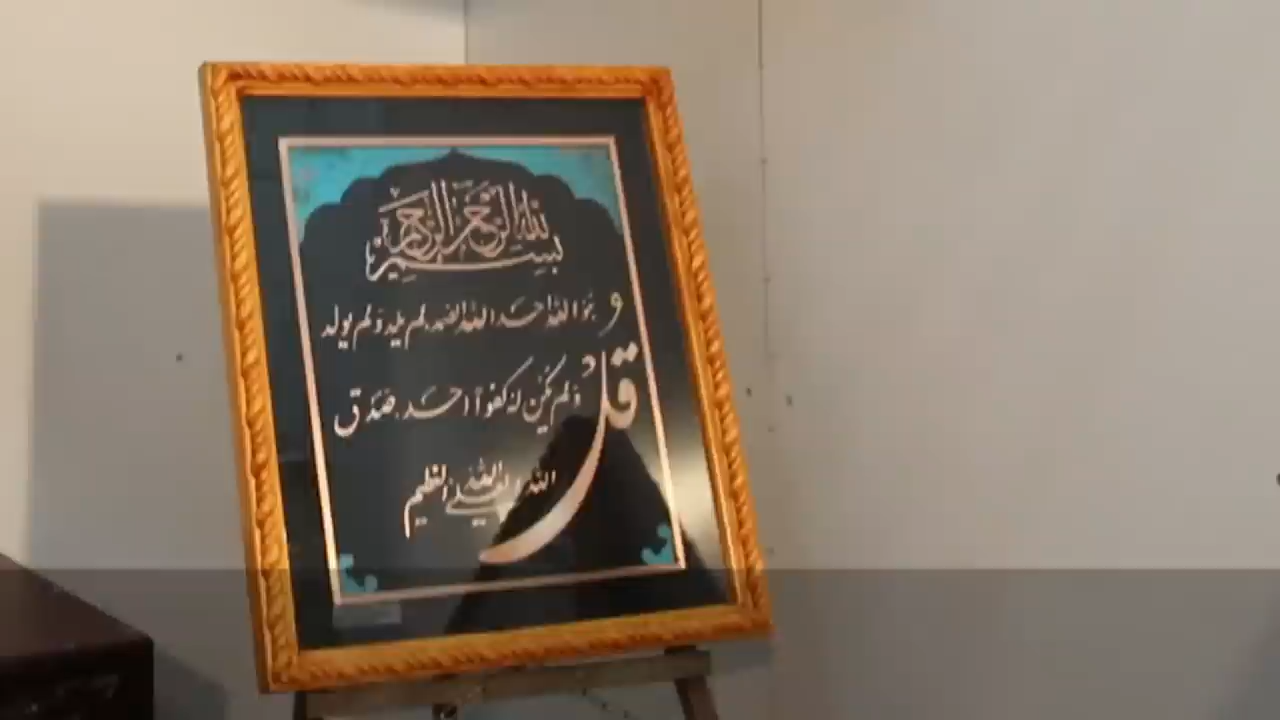 بسم الله الرحمن الرحيم
قل هو الله احد الله الصمد لم يلد ولم يولد
ولم يكن له كفوا احد صدق
الله العلي العظيم